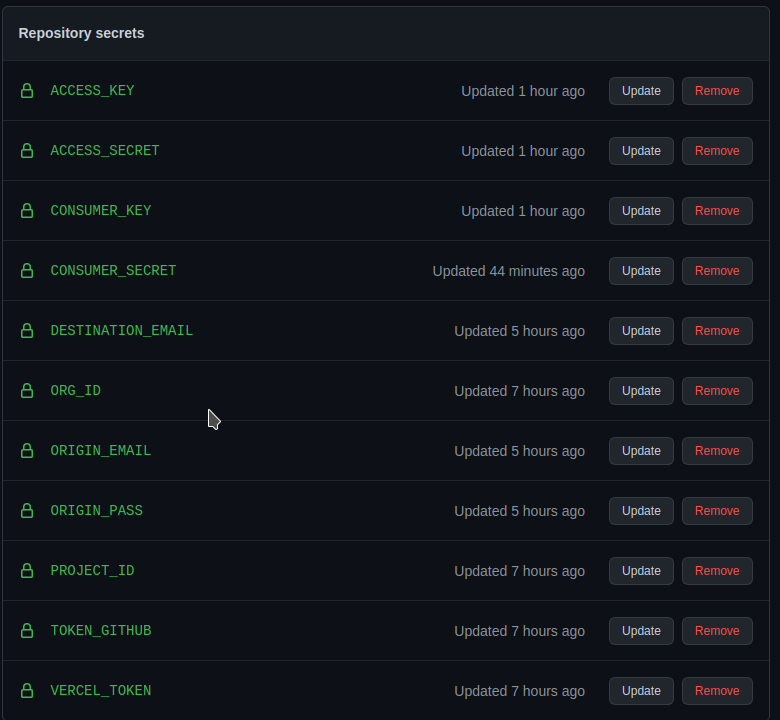 Repository secrets
ACCESS_KEY Updated 1 hour ago Update Remove
ACCESS_SECRET Updated 1 hour ago Update Remove
CONSUMER_KEY Updated 1 hour ago Update Remove
CONSUMER_SECRET Updated 44 minutes ago Update Remove
DESTINATION_EMAIL Updated 5 hours ago Update Remove
ORG_ID Updated 7 hours ago Update Remove
ORIGIN_EMAIL Updated 5 hours ago Update Remove
ORIGIN_PASS Updated 5 hours ago Update Remove
PROJECT_ID Updated 7 hours ago Update Remove
TOKEN_GITHUB Updated 7 hours ago Update Remove
VERCEL_TOKEN Updated 7 hours ago Update Remove